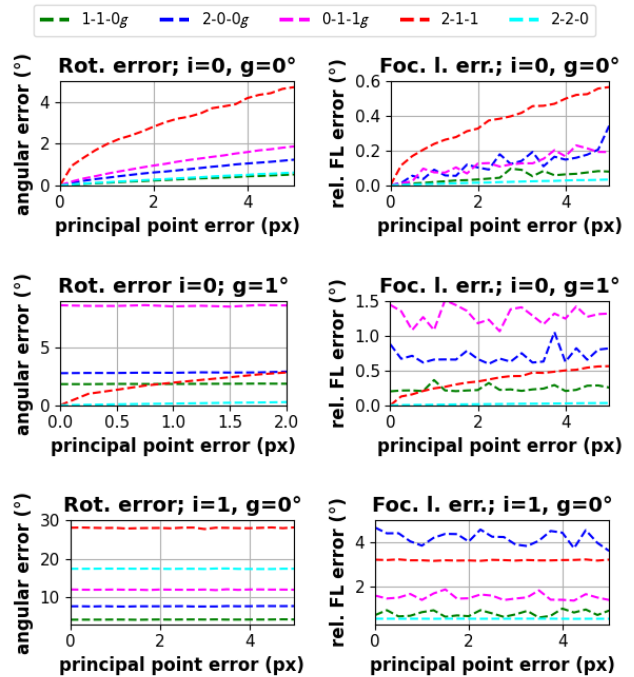 1-1-0g 2-0-0g 0-1-1g 2-1-1 2-2-0
Rot. error; i=0, g=0°
angular error (°)
4
2
0
0 2 4
principal point error (px)
Foc. l. err.; i=0, g=0°
rel. FL error (°)
0.6
0.4
0.2
0.0
0 2 4
principal point error (px)
Rot. error i=0; g=1°
angular error (°)
5
0
0.0 0.5 1.0 1.5 2.0
principal point error (px)
Foc. l. err.; i=0, g=1°
rel. FL error (°)
1.5
1.0
0.5
0.0
0 2 4
principal point error (px)
Rot. error; i=1, g=0°
angular error (°)
30
20
10
0 2 4
principal point error (px)
Foc. l. err.; i=1, g=0°
rel. FL error (°)
4
2
0 2 4
principal point error (px)